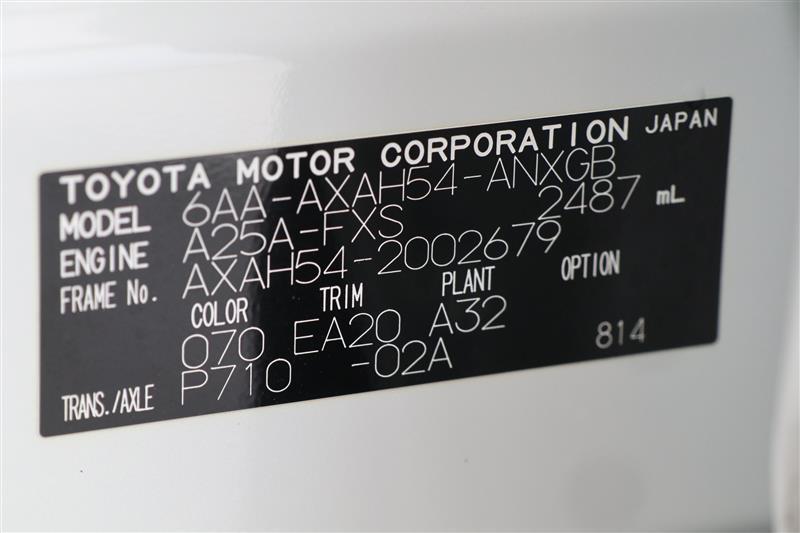 TOYOTA MOTOR CORPORATION JAPAN
MODEL 6AA-AXAH54-ANXGB
ENGINE A25A-FXS 2487 mL
FRAME No. AXAH54-2002679
COLOR TRIM PLANT OPTION
070 EA20 A32
TRANS./AXLE P710 -02A 814